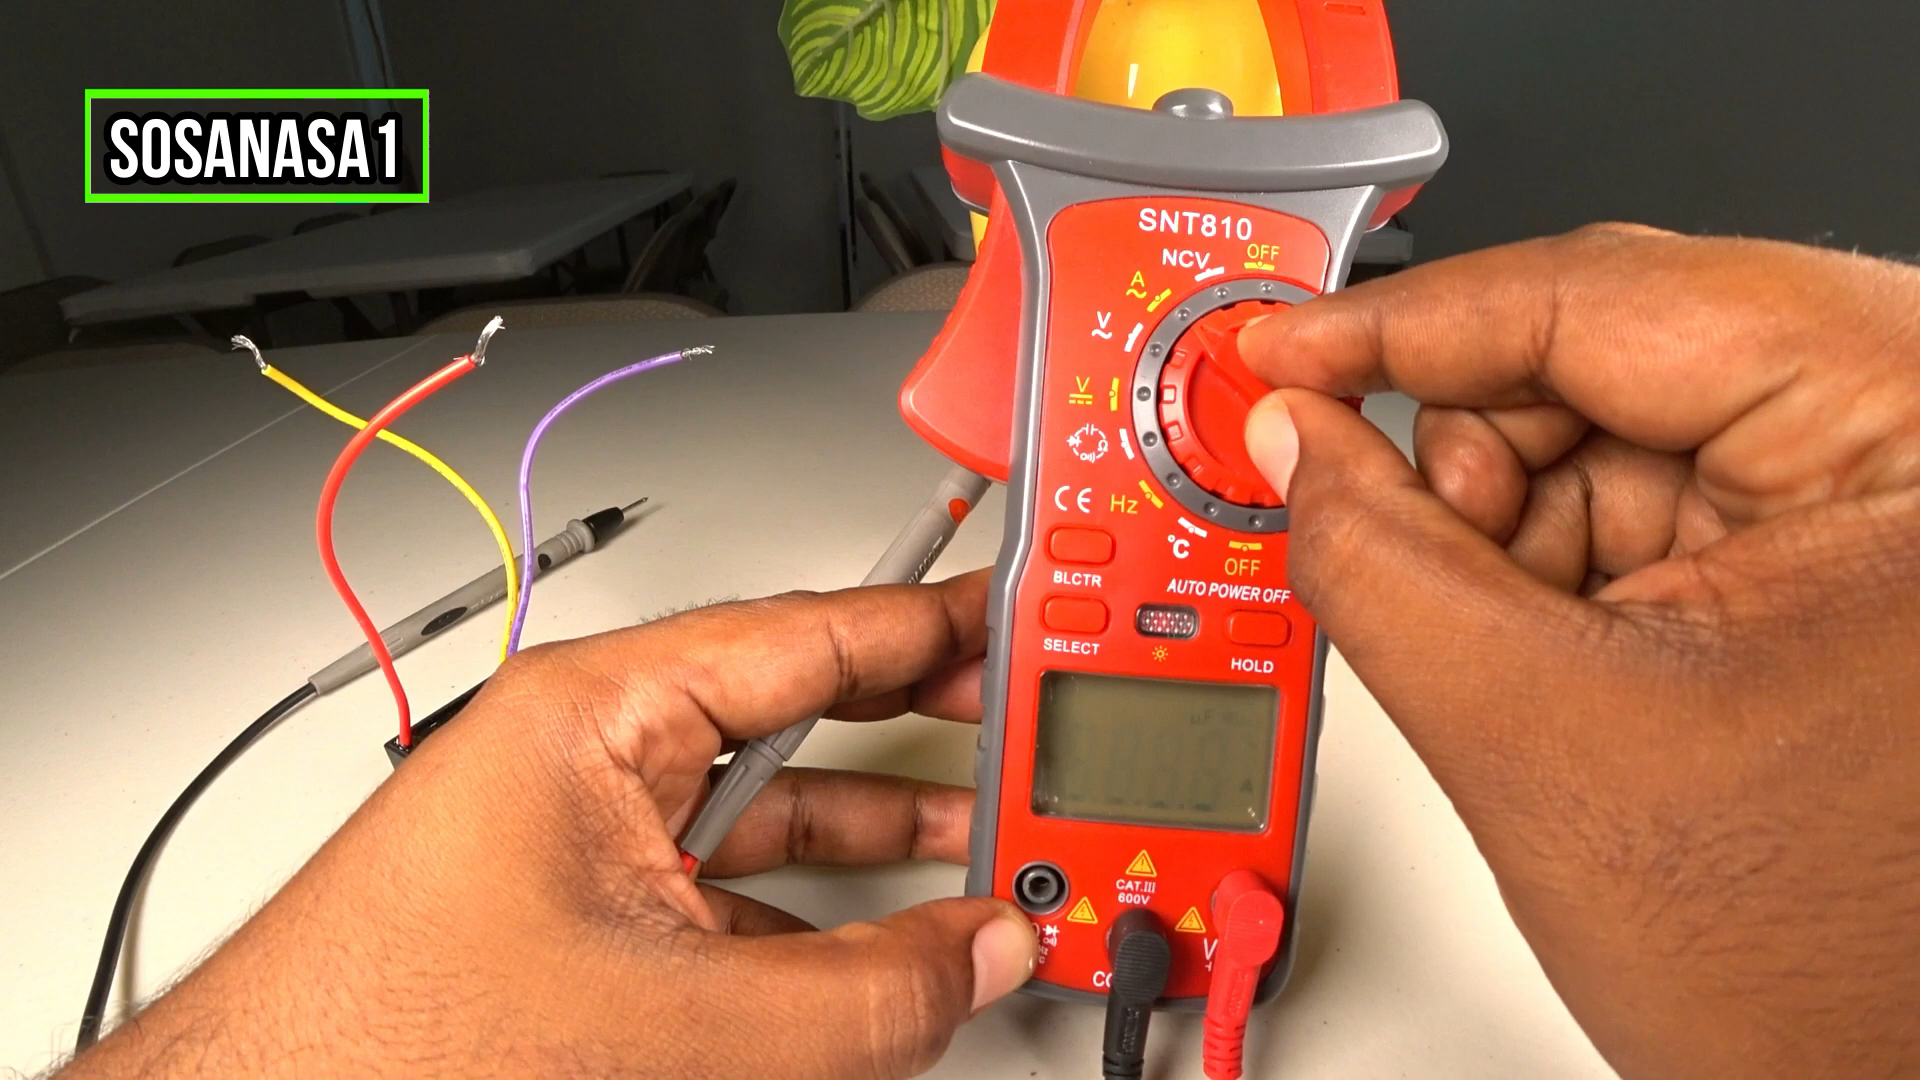 SOSANASA1
SNT810
NCV
OFF
A
V
V
Hz
°C
OFF
CE
BLCTR
AUTO POWER OFF
SELECT
HOLD
CAT.III
600V
V